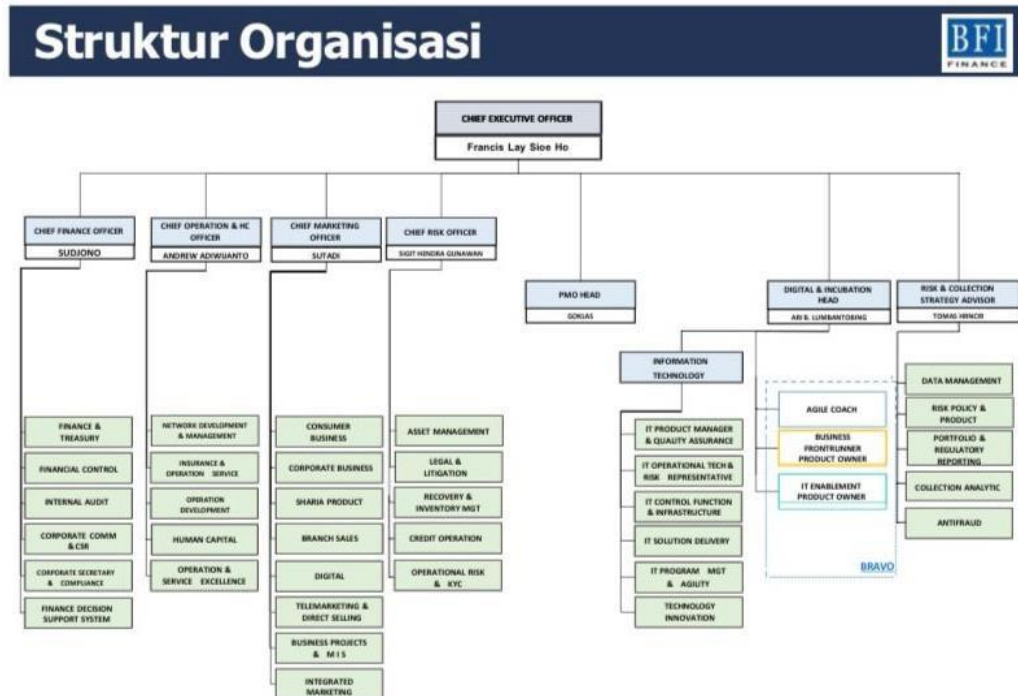 Struktur Organisasi
BFI
FINANCE
CHIEF EXECUTIVE OFFICER
Francis Lay Sioe Ho
CHIEF FINANCE OFFICER
SUDJONO
CHIEF OPERATION & HC
OFFICER
ANDREW ADIWIJANTO
CHIEF MARKETING
OFFICER
SUTADI
CHIEF RISK OFFICER
SIGIT HENDRA GUNAWAN
PMO HEAD
GOKLAS
DIGITAL & INCUBATION
HEAD
ARI B. LUMBANTOBING
RISK & COLLECTION
STRATEGY ADVISOR
TOMAS HRNCIR
INFORMATION
TECHNOLOGY
FINANCE &
TREASURY
FINANCIAL CONTROL
INTERNAL AUDIT
CORPORATE COMM
& CSR
CORPORATE SECRETARY
& COMPLIANCE
FINANCE DECISION
SUPPORT SYSTEM
NETWORK DEVELOPMENT
& MANAGEMENT
INSURANCE &
OPERATION SERVICE
OPERATION
DEVELOPMENT
HUMAN CAPITAL
OPERATION &
SERVICE EXCELLENCE
CONSUMER
BUSINESS
CORPORATE BUSINESS
SHARIA PRODUCT
BRANCH SALES
DIGITAL
TELEMARKETING &
DIRECT SELLING
BUSINESS PROJECTS
& M I S
INTEGRATED
MARKETING
ASSET MANAGEMENT
LEGAL &
LITIGATION
RECOVERY &
INVENTORY MGT
CREDIT OPERATION
OPERATIONAL RISK
& KYC
IT PRODUCT MANAGER
& QUALITY ASSURANCE
IT OPERATIONAL TECH &
RISK REPRESENTATIVE
IT CONTROL FUNCTION
& INFRASTRUCTURE
IT SOLUTION DELIVERY
IT PROGRAM MGT
& AGILITY
TECHNOLOGY
INNOVATION
AGILE COACH
BUSINESS
FRONTRUNNER
PRODUCT OWNER
IT ENABLEMENT
PRODUCT OWNER
BRAVO
DATA MANAGEMENT
RISK POLICY &
PRODUCT
PORTFOLIO &
REGULATORY
REPORTING
COLLECTION ANALYTIC
ANTIFRAUD